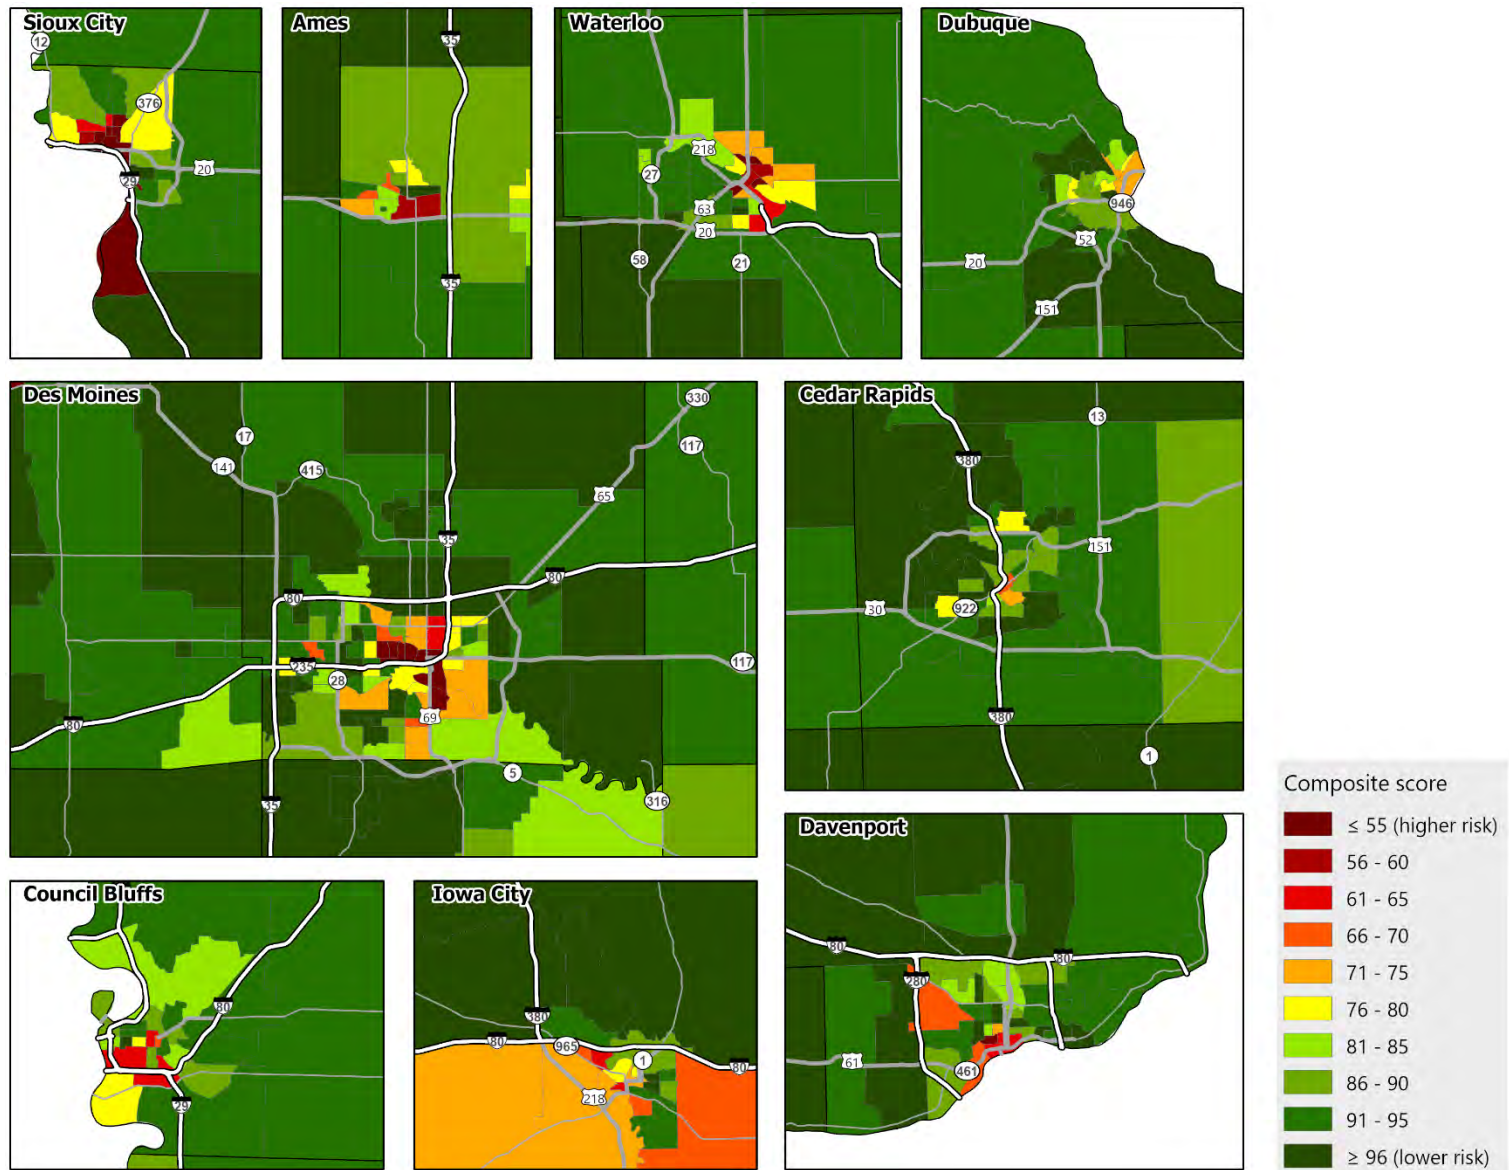 Sioux City
12
376
20
29
Ames
35
35
Waterloo
218
27
63
20
58
21
Dubuque
946
52
20
151
Des Moines
330
17
117
141
415
65
35
80
80
235
117
28
69
80
5
35
316
Cedar Rapids
13
380
151
30
922
380
1
Council Bluffs
80
29
Iowa City
380
80
965
1
80
218
Davenport
80
80
280
61
461
Composite score
≤ 55 (higher risk)
56 - 60
61 - 65
66 - 70
71 - 75
76 - 80
81 - 85
86 - 90
91 - 95
≥ 96 (lower risk)